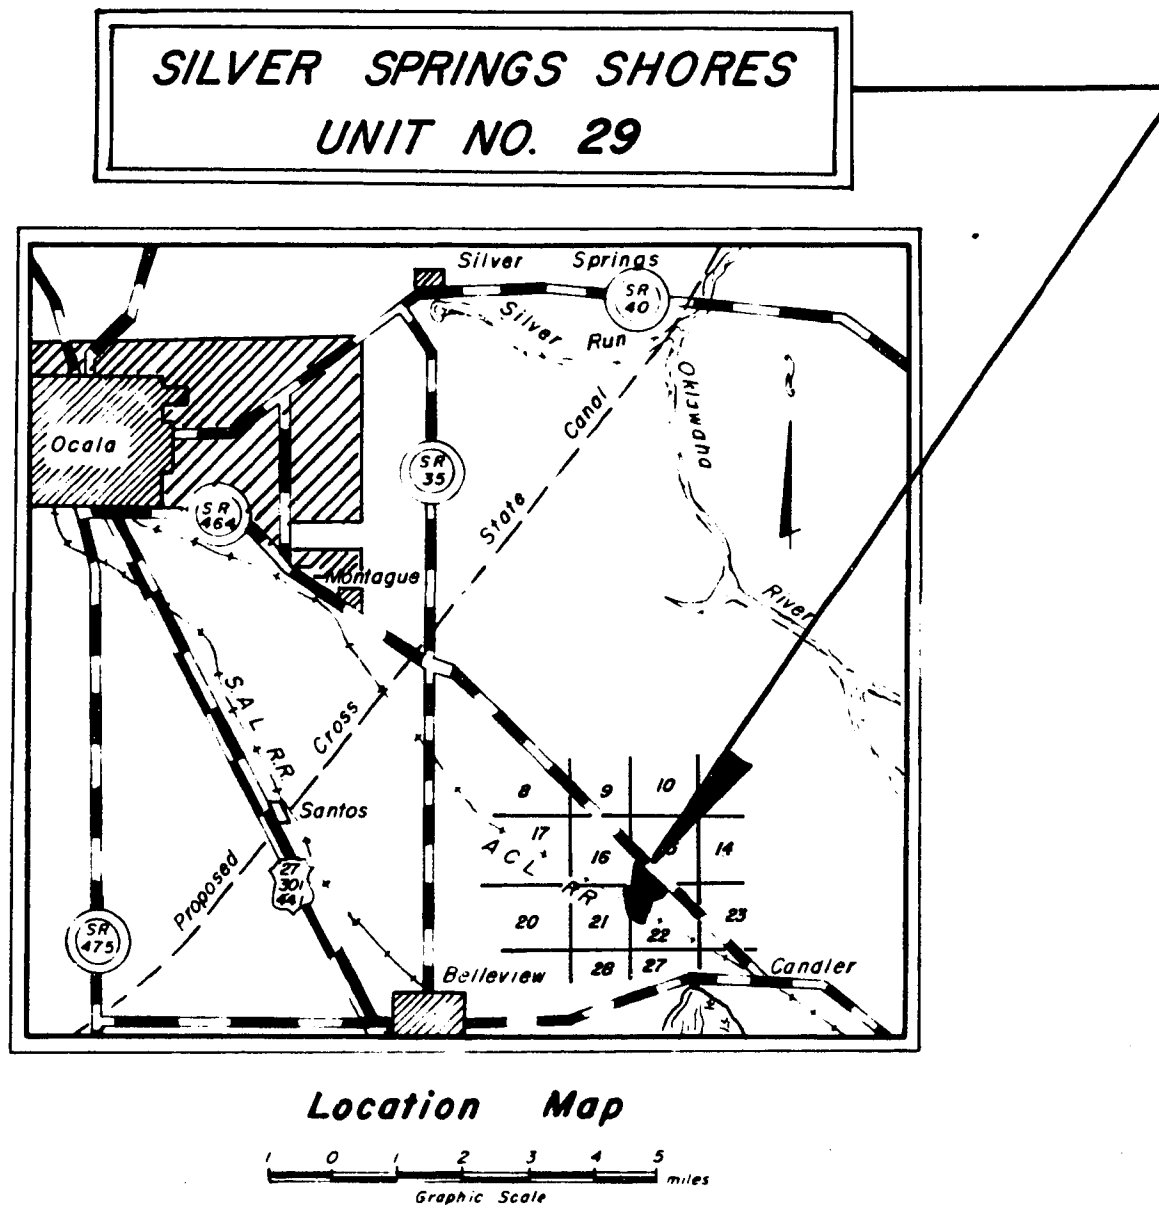 SILVER SPRINGS SHORES
UNIT NO. 29
Silver Springs
SR
40
Silver Run
Oklawaha
Canal
Ocala
SR
35
SR
464
State
Montague
River
S.A.L. R.R.
Cross
8
9
10
Santos
17
16
14
A C L R R
Proposed
27
301
441
20
21
22
23
SR
475
28
27
Belleview
Candler
Location Map
1 0 1 2 3 4 5
miles
Graphic Scale